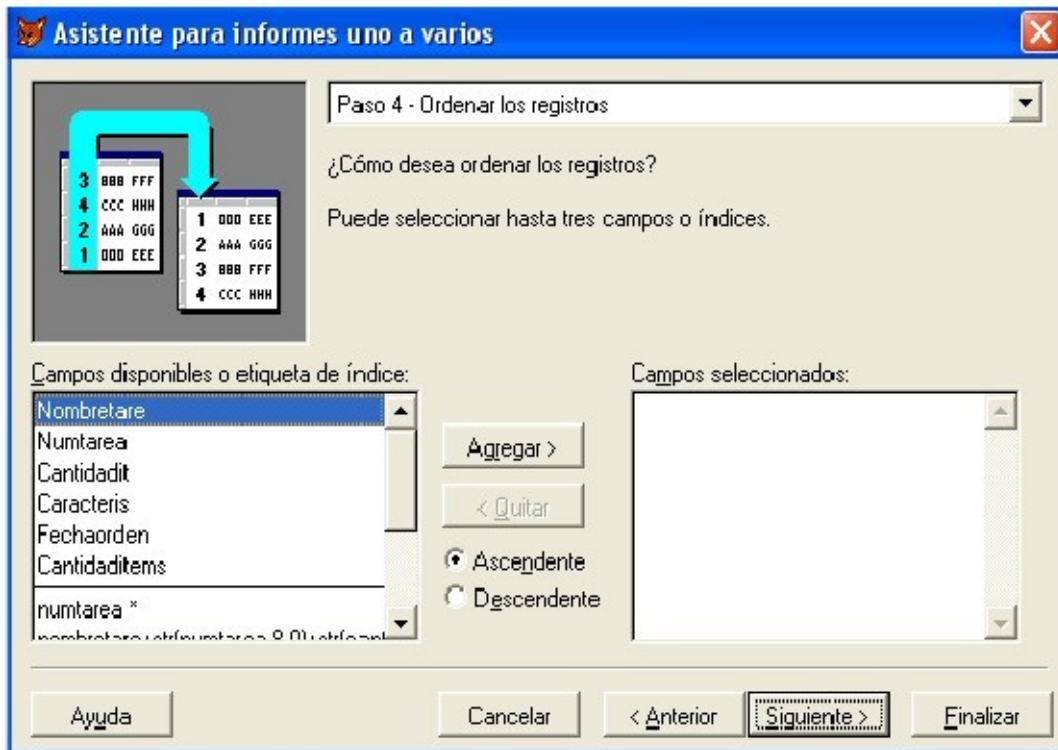 Asistente para informes uno a varios
Paso 4 - Ordenar los registros
¿Cómo desea ordenar los registros?
Puede seleccionar hasta tres campos o índices.
3 BBB FFF
4 CCC HHH
2 AAA GGG
1 DDD EEE
1 DDD EEE
2 AAA GGG
3 BBB FFF
4 CCC HHH
Campos disponibles o etiqueta de índice:
Nombretare
Numtarea
Cantidadit
Caracteris
Fechaorden
Cantidaditems
numtarea *
Agregar >
< Quitar
Ascendente
Descendente
Campos seleccionados:
Ayuda
Cancelar
< Anterior
Siguiente >
Finalizar